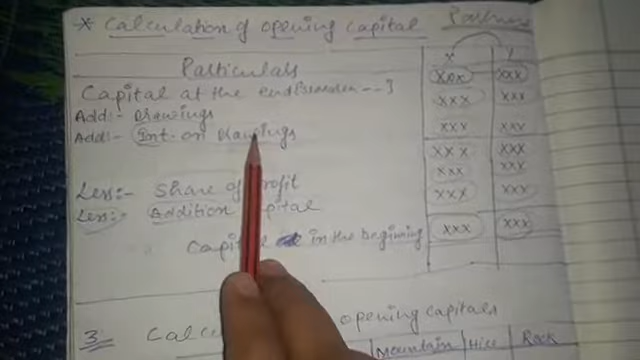 * Calculation of opening capital Partners
Particulars X Y
xxx xxx
Capital at the end xxx xxx
Add:- Drawings
Add:- Int. on Drawings xxx xxx
xxx xxx
xxx xxx
Less:- Share of Profit xxx xxx
Less:- Addition Capital
Capital in the beginning xxx xxx
3. opening capitals
Mountain Hice Rock